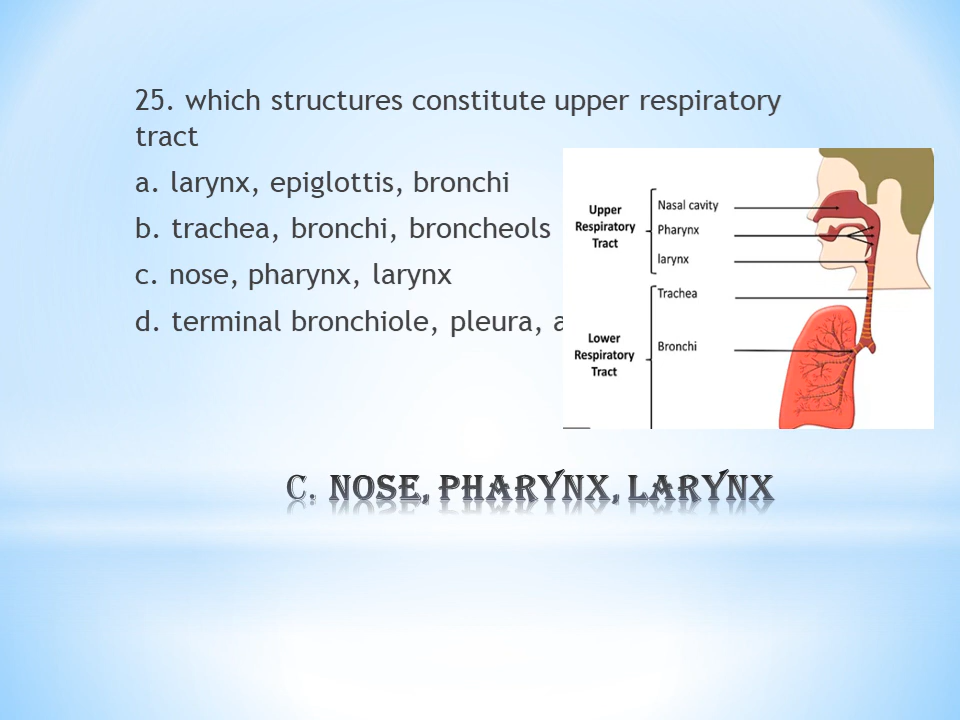 25. which structures constitute upper respiratory
tract
a. larynx, epiglottis, bronchi
b. trachea, bronchi, broncheols
c. nose, pharynx, larynx
d. terminal bronchiole, pleura,
Upper
Respiratory
Tract
Nasal cavity
Pharynx
larynx
Trachea
Lower
Respiratory
Tract
Bronchi
C. NOSE, PHARYNX, LARYNX